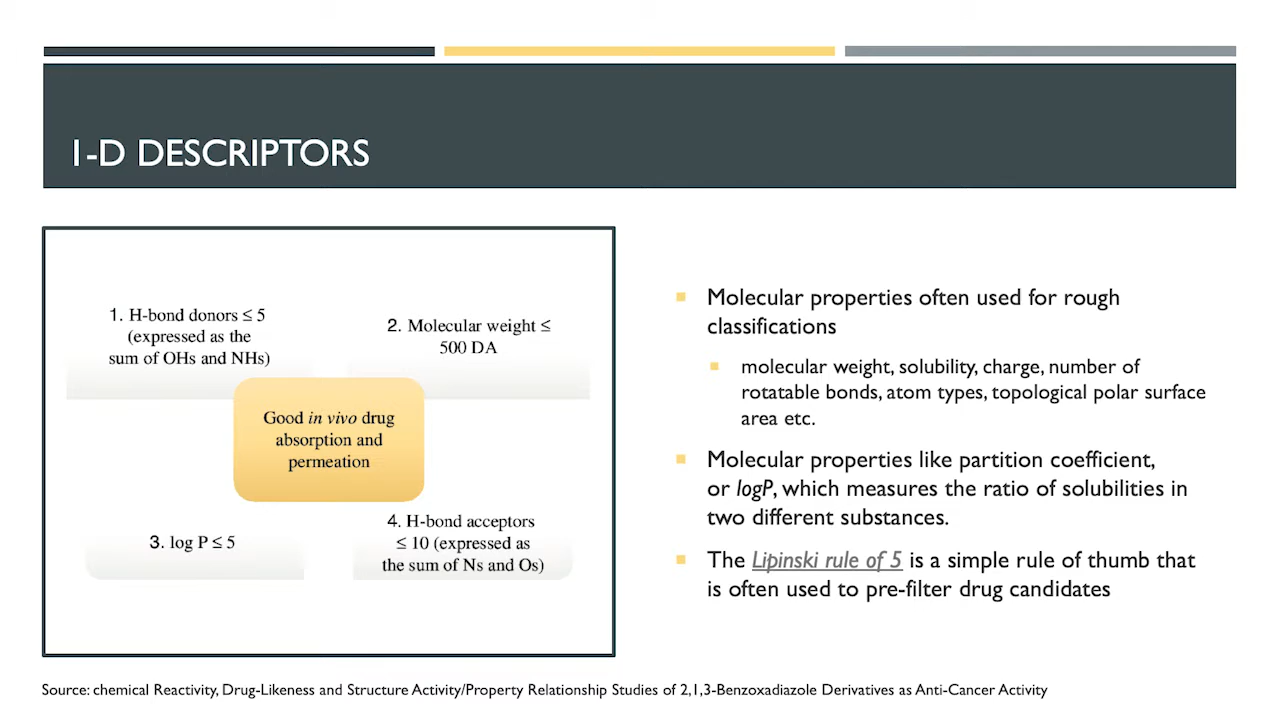 1-D DESCRIPTORS
1. H-bond donors ≤ 5
(expressed as the
sum of OHs and NHs)
2. Molecular weight ≤
500 DA
Good in vivo drug
absorption and
permeation
3. log P ≤ 5
4. H-bond acceptors
≤ 10 (expressed as
the sum of Ns and Os)
Molecular properties often used for rough
classifications
molecular weight, solubility, charge, number of
rotatable bonds, atom types, topological polar surface
area etc.
Molecular properties like partition coefficient,
or logP, which measures the ratio of solubilities in
two different substances.
The Lipinski rule of 5 is a simple rule of thumb that
is often used to pre-filter drug candidates
Source: chemical Reactivity, Drug-Likeness and Structure Activity/Property Relationship Studies of 2,1,3-Benzoxadiazole Derivatives as Anti-Cancer Activity